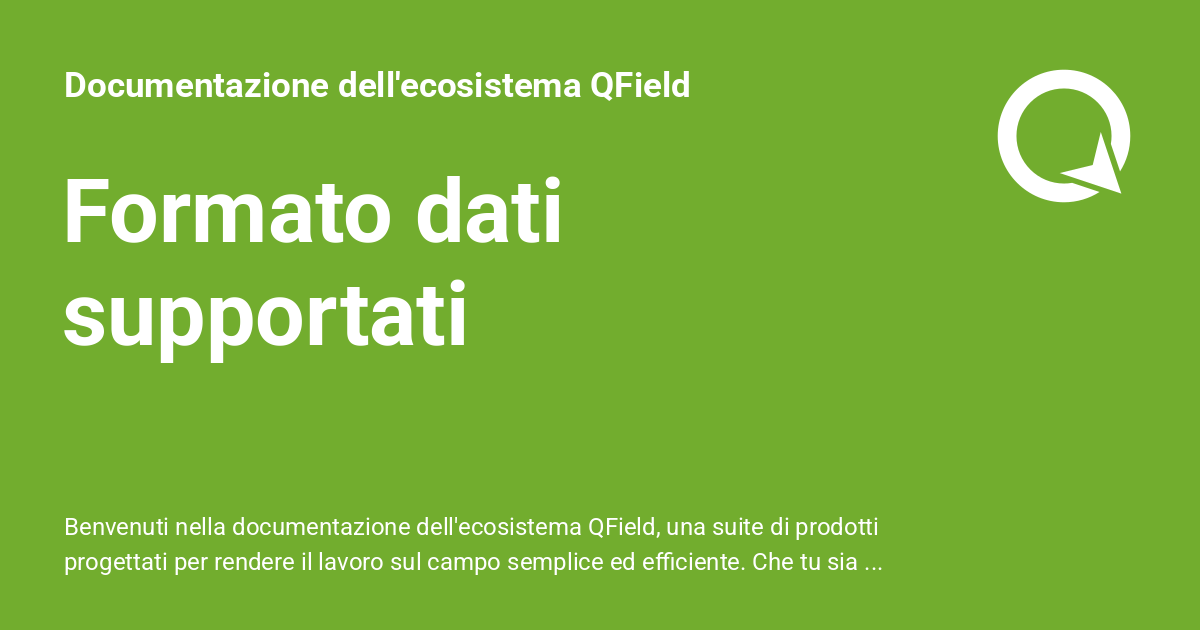 Documentazione dell'ecosistema QField
Formato dati
supportati
Benvenuti nella documentazione dell'ecosistema QField, una suite di prodotti
progettati per rendere il lavoro sul campo semplice ed efficiente. Che tu sia ...